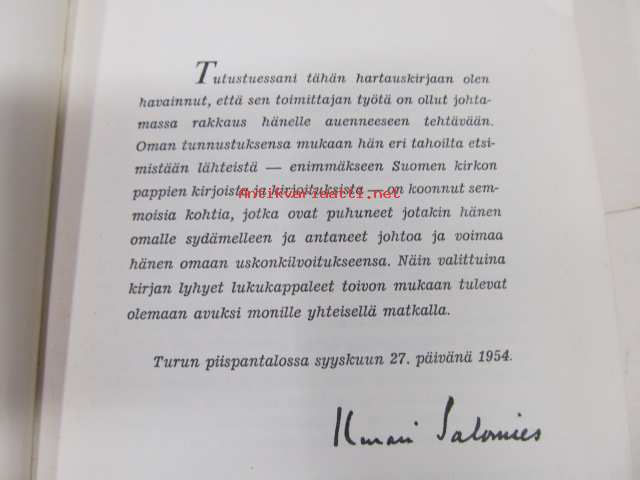 Tutustuessani tähän hartauskirjaan olen
havainnut, että sen toimittajan työtä on ollut johta-
massa rakkaus hänelle auenneeseen tehtävään.
Oman tunnustuksensa mukaan hän eri tahoilta etsi-
mistään lähteistä — enimmäkseen Suomen kirkon
pappien kirjoista ja kirjoituksista — on koonnut sem-
Antikvariaatti.net
moisia kohtia, jotka ovat puhuneet jotakin hänen
omalle sydämelleen ja antaneet johtoa ja voimaa
hänen omaan uskonkilvoitukseensa. Näin valittuina
kirjan lyhyet lukukappaleet toivon mukaan tulevat
olemaan avuksi monille yhteisellä matkalla.
Turun piispantalossa syyskuun 27. päivänä 1954.
Ilmari Salomies